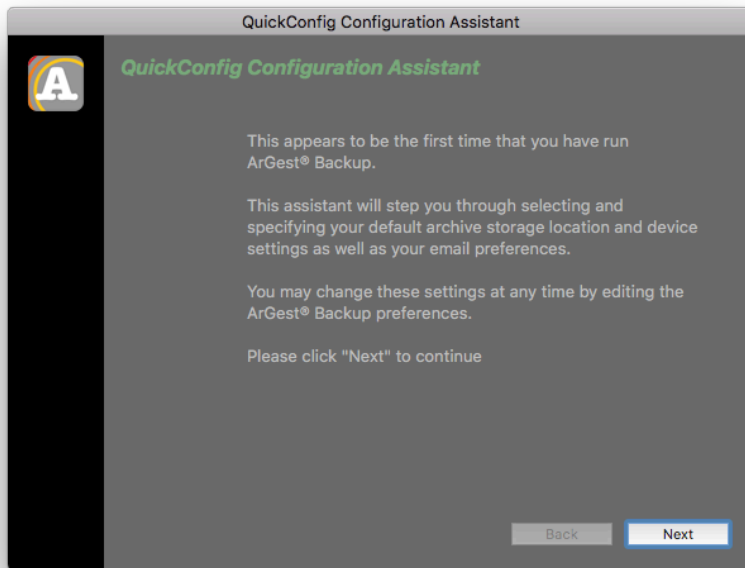 QuickConfig Configuration Assistant
A
QuickConfig Configuration Assistant
This appears to be the first time that you have run
ArGest® Backup.
This assistant will step you through selecting and
specifying your default archive storage location and device
settings as well as your email preferences.
You may change these settings at any time by editing the
ArGest® Backup preferences.
Please click "Next" to continue
Back
Next